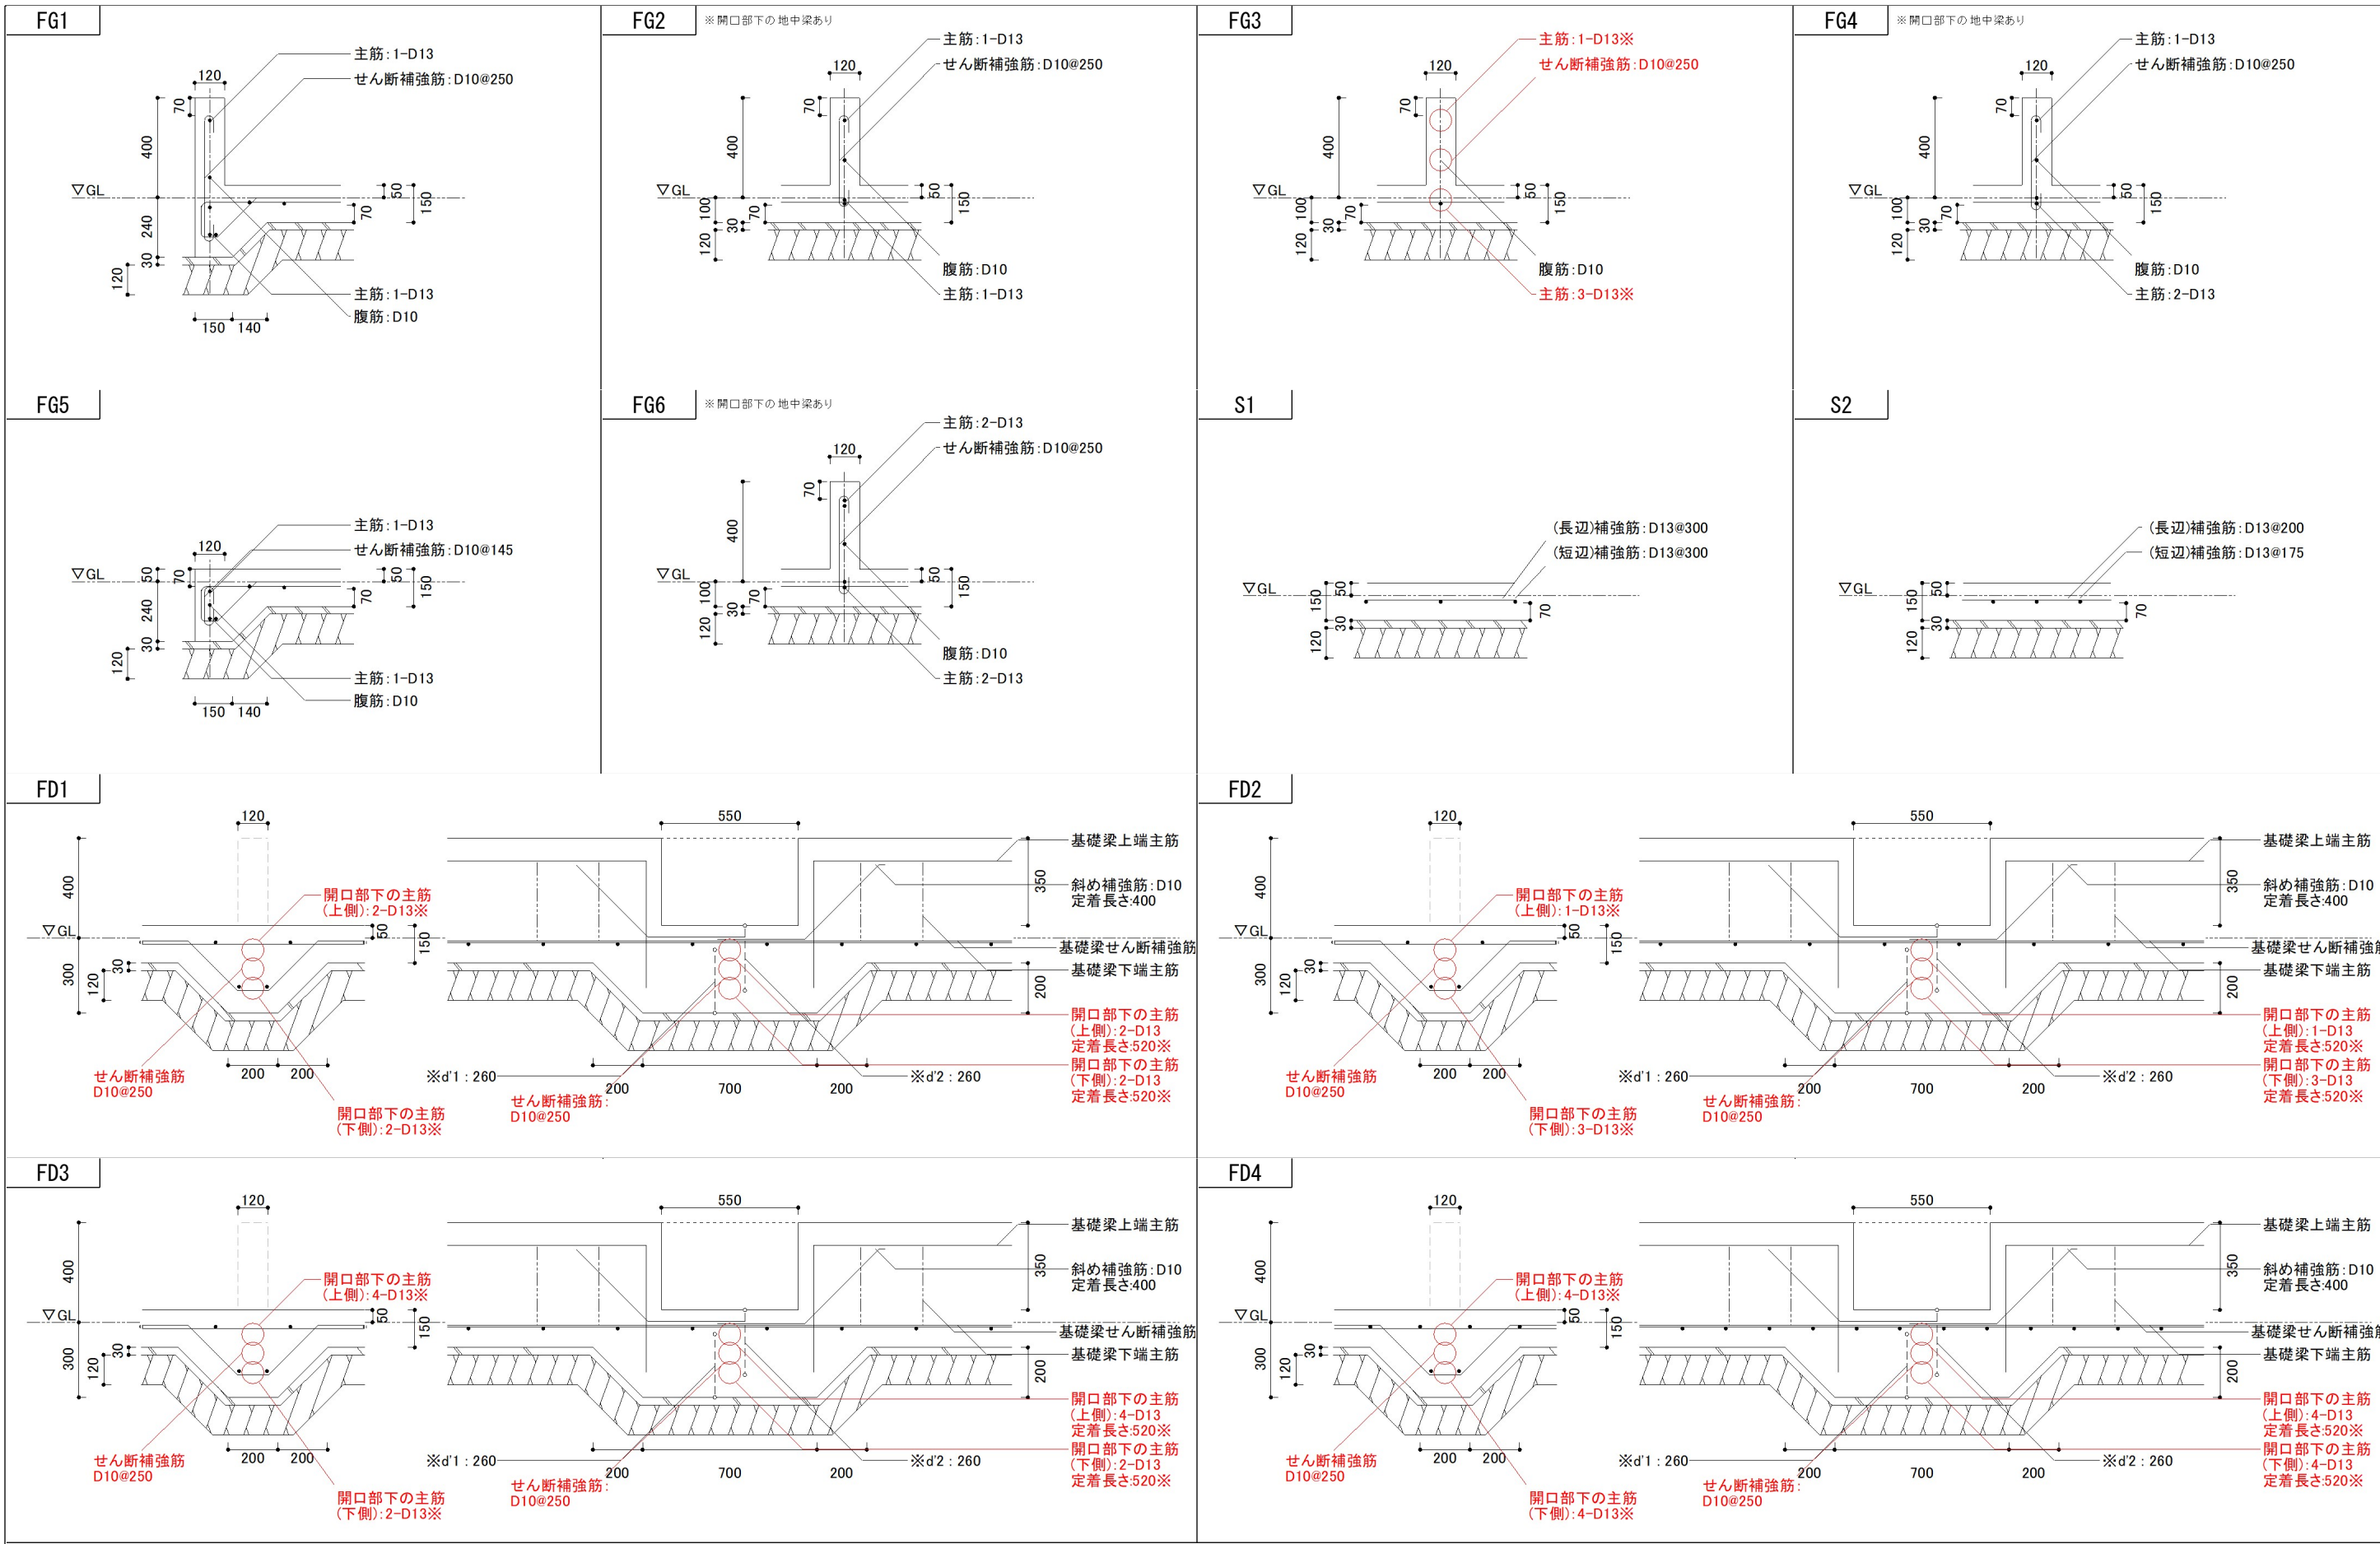 FG1
主筋:1-D13
せん断補強筋:D10@250
120
70
400
▽GL
50
150
70
240
30
120
主筋:1-D13
腹筋:D10
150 140
FG2 ※開口部下の地中梁あり
主筋:1-D13
せん断補強筋:D10@250
120
70
400
▽GL
50
150
100
70
30
120
腹筋:D10
主筋:1-D13
FG3
主筋:1-D13※
せん断補強筋:D10@250
120
70
400
▽GL
50
150
100
70
30
120
腹筋:D10
主筋:3-D13※
FG4 ※開口部下の地中梁あり
主筋:1-D13
せん断補強筋:D10@250
120
70
400
▽GL
50
150
100
70
30
120
腹筋:D10
主筋:2-D13
FG5
主筋:1-D13
せん断補強筋:D10@145
120
▽GL
50
70
50
150
70
240
30
120
主筋:1-D13
腹筋:D10
150 140
FG6 ※開口部下の地中梁あり
主筋:2-D13
せん断補強筋:D10@250
120
70
400
▽GL
50
150
100
70
30
120
腹筋:D10
主筋:2-D13
S1
(長辺)補強筋:D13@300
(短辺)補強筋:D13@300
▽GL
150
50
70
30
120
S2
(長辺)補強筋:D13@200
(短辺)補強筋:D13@175
▽GL
150
50
70
30
120
FD1
120
400
開口部下の主筋
(上側):2-D13※
▽GL
50
150
300
120
30
200 200
せん断補強筋
D10@250
開口部下の主筋
(下側):2-D13※
550
基礎梁上端主筋
350
斜め補強筋:D10
定着長さ:400
基礎梁せん断補強筋
基礎梁下端主筋
200
開口部下の主筋
(上側):2-D13
定着長さ:520※
開口部下の主筋
(下側):2-D13
定着長さ:520※
※d'1 : 260
200 700 200
※d'2 : 260
せん断補強筋:
D10@250
FD2
120
400
開口部下の主筋
(上側):1-D13※
▽GL
50
150
300
120
30
200 200
せん断補強筋
D10@250
開口部下の主筋
(下側):3-D13※
550
基礎梁上端主筋
350
斜め補強筋:D10
定着長さ:400
基礎梁せん断補強筋
基礎梁下端主筋
200
開口部下の主筋
(上側):1-D13
定着長さ:520※
開口部下の主筋
(下側):3-D13
定着長さ:520※
※d'1 : 260
200 700 200
※d'2 : 260
せん断補強筋:
D10@250
FD3
120
400
開口部下の主筋
(上側):4-D13※
▽GL
50
150
300
120
30
200 200
せん断補強筋
D10@250
開口部下の主筋
(下側):2-D13※
550
基礎梁上端主筋
350
斜め補強筋:D10
定着長さ:400
基礎梁せん断補強筋
基礎梁下端主筋
200
開口部下の主筋
(上側):4-D13
定着長さ:520※
開口部下の主筋
(下側):2-D13
定着長さ:520※
※d'1 : 260
200 700 200
※d'2 : 260
せん断補強筋:
D10@250
FD4
120
400
開口部下の主筋
(上側):4-D13※
▽GL
50
150
300
120
30
200 200
せん断補強筋
D10@250
開口部下の主筋
(下側):4-D13※
550
基礎梁上端主筋
350
斜め補強筋:D10
定着長さ:400
基礎梁せん断補強筋
基礎梁下端主筋
200
開口部下の主筋
(上側):4-D13
定着長さ:520※
開口部下の主筋
(下側):4-D13
定着長さ:520※
※d'1 : 260
200 700 200
※d'2 : 260
せん断補強筋:
D10@250